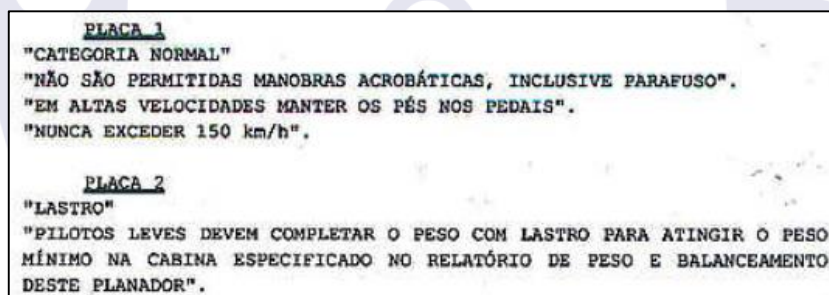 PLACA 1
"CATEGORIA NORMAL"
"NÃO SÃO PERMITIDAS MANOBRAS ACROBÁTICAS, INCLUSIVE PARAFUSO".
"EM ALTAS VELOCIDADES MANTER OS PÉS NOS PEDAIS".
"NUNCA EXCEDER 150 km/h".
PLACA 2
"LASTRO"
"PILOTOS LEVES DEVEM COMPLETAR O PESO COM LASTRO PARA ATINGIR O PESO
MÍNIMO NA CABINA ESPECIFICADO NO RELATÓRIO DE PESO E BALANCEAMENTO
DESTE PLANADOR".